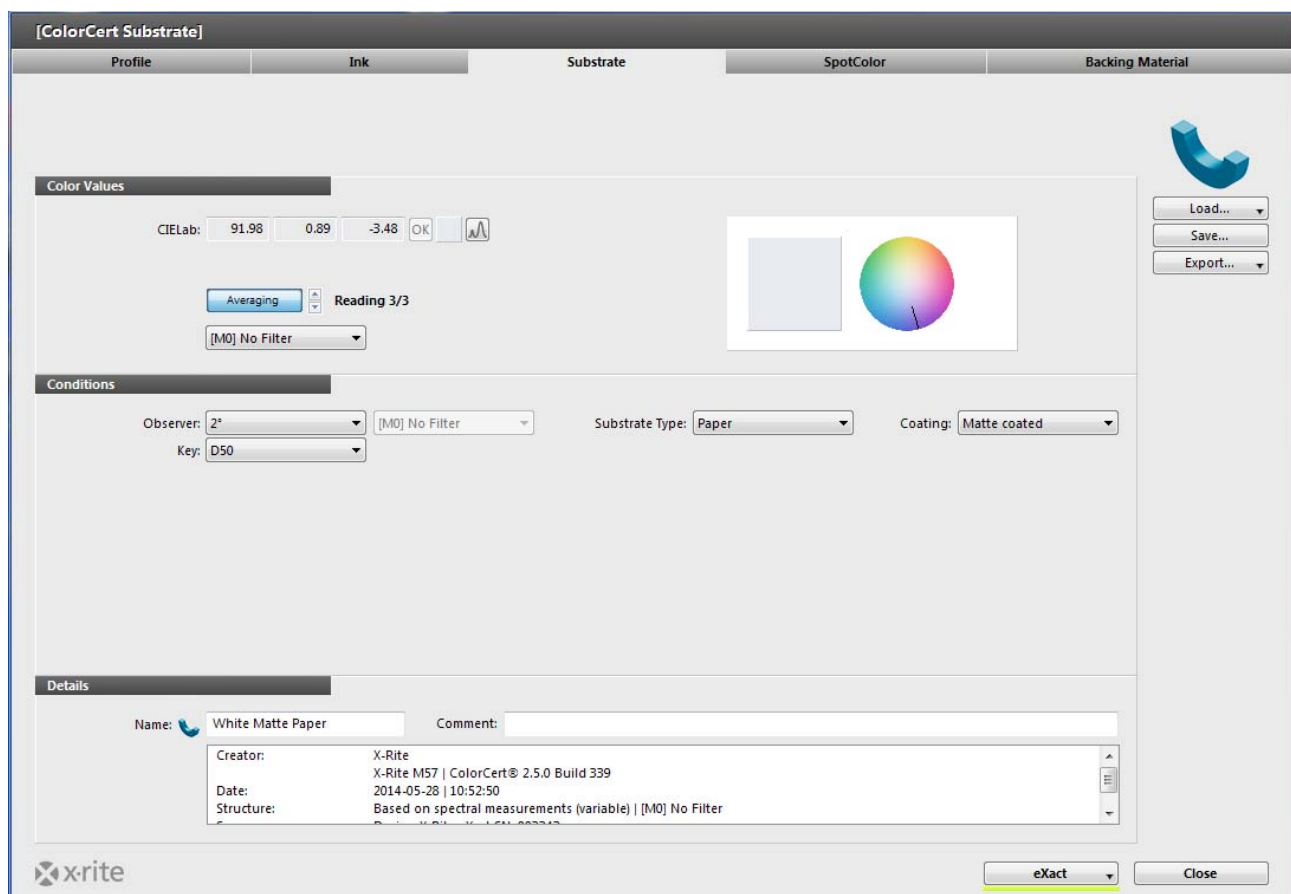 [ColorCert Substrate]
Profile Ink Substrate SpotColor Backing Material
Load...
Save...
Export...
Color Values
CIELab: 91.98 0.89 -3.48 OK
Averaging Reading 3/3
[M0] No Filter
Conditions
Observer: 2° [M0] No Filter Substrate Type: Paper Coating: Matte coated
Key: D50
Details
Name: White Matte Paper Comment:
Creator: X-Rite
X-Rite M57 | ColorCert® 2.5.0 Build 339
Date: 2014-05-28 | 10:52:50
Structure: Based on spectral measurements (variable) | [M0] No Filter
x·rite eXact Close